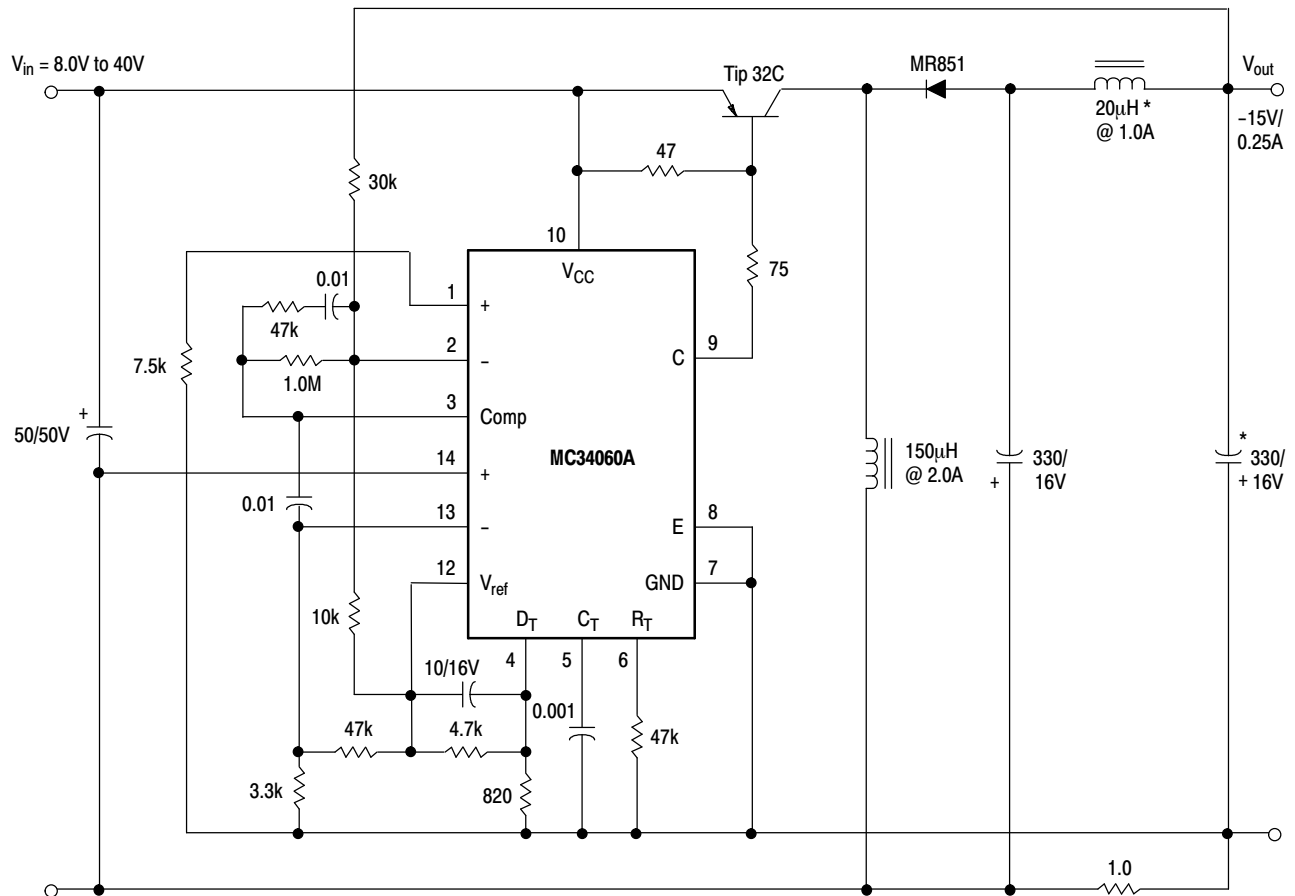 V_in = 8.0V to 40V
Tip 32C
MR851
V_out
20μH *
@ 1.0A
–15V/
0.25A
47
30k
75
10
V_CC
0.01
1
+
47k
2
–
1.0M
7.5k
9
C
3
Comp
+
50/50V
14
+
MC34060A
150μH
@ 2.0A
330/
16V
+
*
330/
+ 16V
0.01
13
–
8
E
12
V_ref
7
GND
10k
D_T
C_T
R_T
4
5
6
10/16V
0.001
47k
4.7k
47k
3.3k
820
1.0